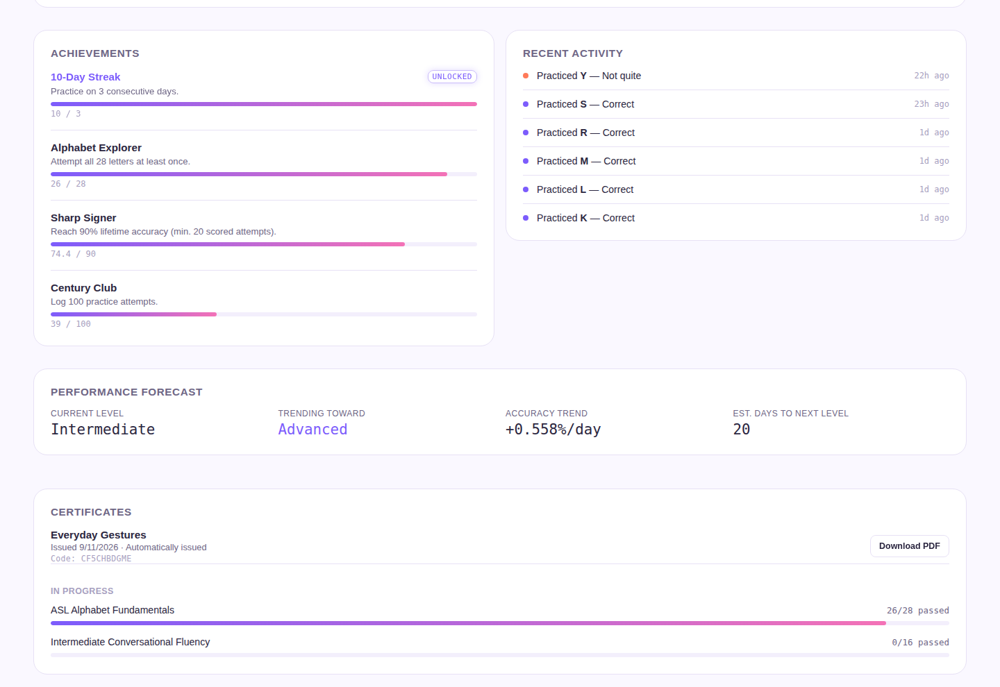 ACHIEVEMENTS
10-Day Streak
UNLOCKED
Practice on 3 consecutive days.
10 / 3
Alphabet Explorer
Attempt all 28 letters at least once.
26 / 28
Sharp Signer
Reach 90% lifetime accuracy (min. 20 scored attempts).
74.4 / 90
Century Club
Log 100 practice attempts.
39 / 100
RECENT ACTIVITY
Practiced Y — Not quite 22h ago
Practiced S — Correct 23h ago
Practiced R — Correct 1d ago
Practiced M — Correct 1d ago
Practiced L — Correct 1d ago
Practiced K — Correct 1d ago
PERFORMANCE FORECAST
CURRENT LEVEL
Intermediate
TRENDING TOWARD
Advanced
ACCURACY TREND
+0.558%/day
EST. DAYS TO NEXT LEVEL
20
CERTIFICATES
Everyday Gestures
Issued 9/11/2026 · Automatically issued
Code: CF5CHBDGME
Download PDF
IN PROGRESS
ASL Alphabet Fundamentals 26/28 passed
Intermediate Conversational Fluency 0/16 passed